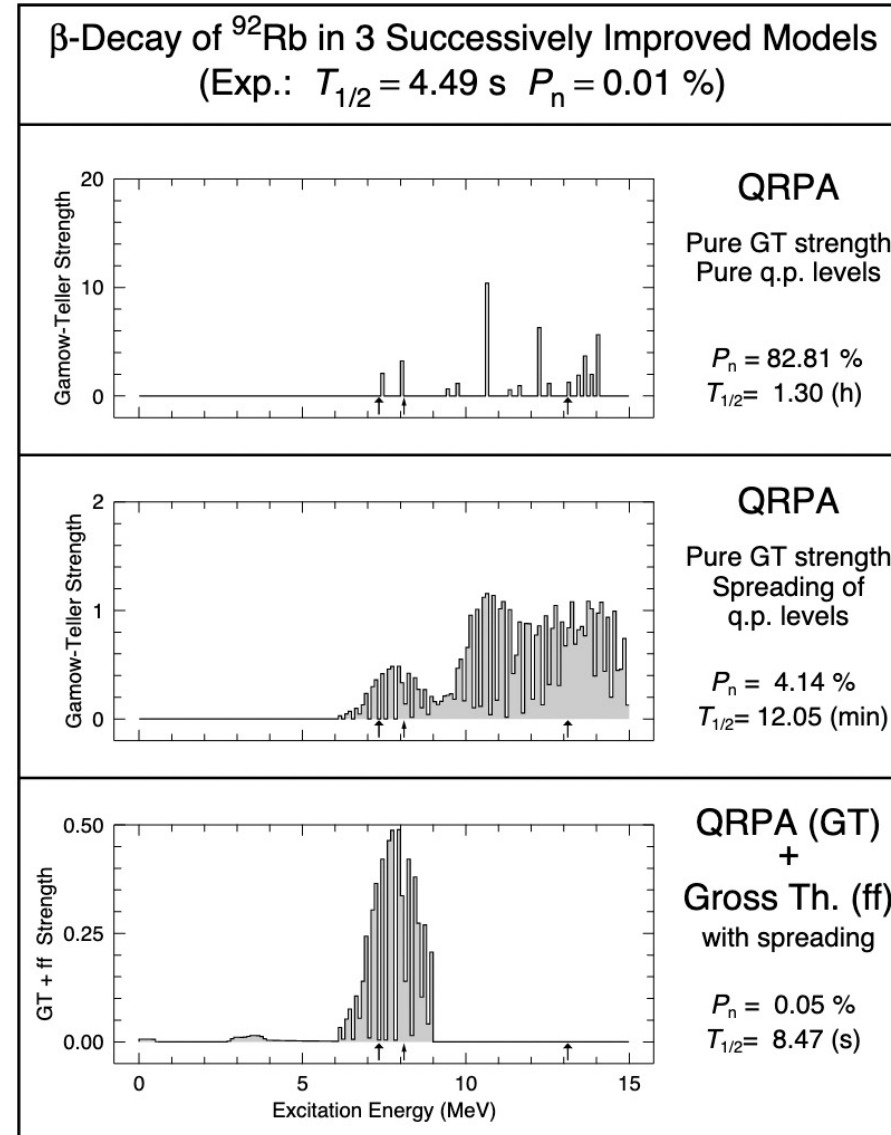 β-Decay of ⁹²Rb in 3 Successively Improved Models
(Exp.: T₁/₂ = 4.49 s Pₙ = 0.01 %)
Gamow-Teller Strength
20
10
0
QRPA
Pure GT strength
Pure q.p. levels
Pₙ = 82.81 %
T₁/₂= 1.30 (h)
Gamow-Teller Strength
2
1
0
QRPA
Pure GT strength
Spreading of
q.p. levels
Pₙ = 4.14 %
T₁/₂= 12.05 (min)
GT + ff Strength
0.50
0.25
0.00
0 5 10 15
Excitation Energy (MeV)
QRPA (GT)
+
Gross Th. (ff)
with spreading
Pₙ = 0.05 %
T₁/₂= 8.47 (s)